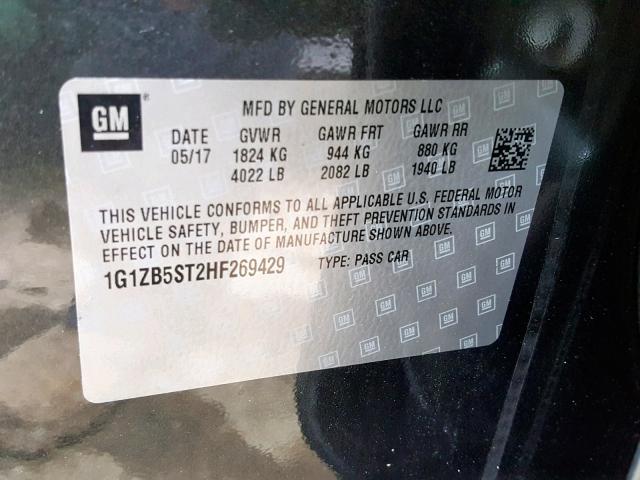 GM
MFD BY GENERAL MOTORS LLC
DATE GVWR GAWR FRT GAWR RR
05/17 1824 KG 944 KG 880 KG
4022 LB 2082 LB 1940 LB
THIS VEHICLE CONFORMS TO ALL APPLICABLE U.S. FEDERAL MOTOR
VEHICLE SAFETY, BUMPER, AND THEFT PREVENTION STANDARDS IN
EFFECT ON THE DATE OF MANUFACTURE SHOWN ABOVE.
1G1ZB5ST2HF269429 TYPE: PASS CAR